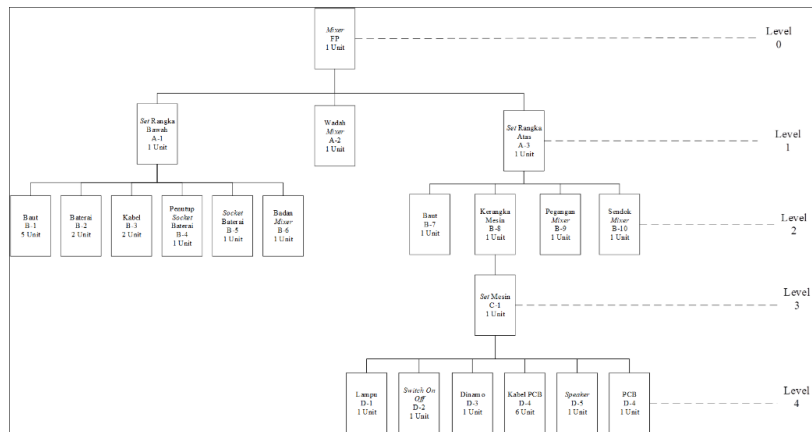 Mixer
FP
1 Unit
Level
0
Set Rangka
Bawah
A-1
1 Unit
Wadah
Mixer
A-2
1 Unit
Set Rangka
Atas
A-3
1 Unit
Level
1
Baut
B-1
5 Unit
Baterai
B-2
2 Unit
Kabel
B-3
2 Unit
Penutup
Socket
Baterai
B-4
1 Unit
Socket
Baterai
B-5
1 Unit
Badan
Mixer
B-6
1 Unit
Baut
B-7
1 Unit
Kerangka
Mesin
B-8
1 Unit
Pegangan
Mixer
B-9
1 Unit
Sendok
Mixer
B-10
1 Unit
Level
2
Set Mesin
C-1
1 Unit
Level
3
Lampu
D-1
1 Unit
Switch On
Off
D-2
1 Unit
Dinamo
D-3
1 Unit
Kabel PCB
D-4
6 Unit
Speaker
D-5
1 Unit
PCB
D-4
1 Unit
Level
4